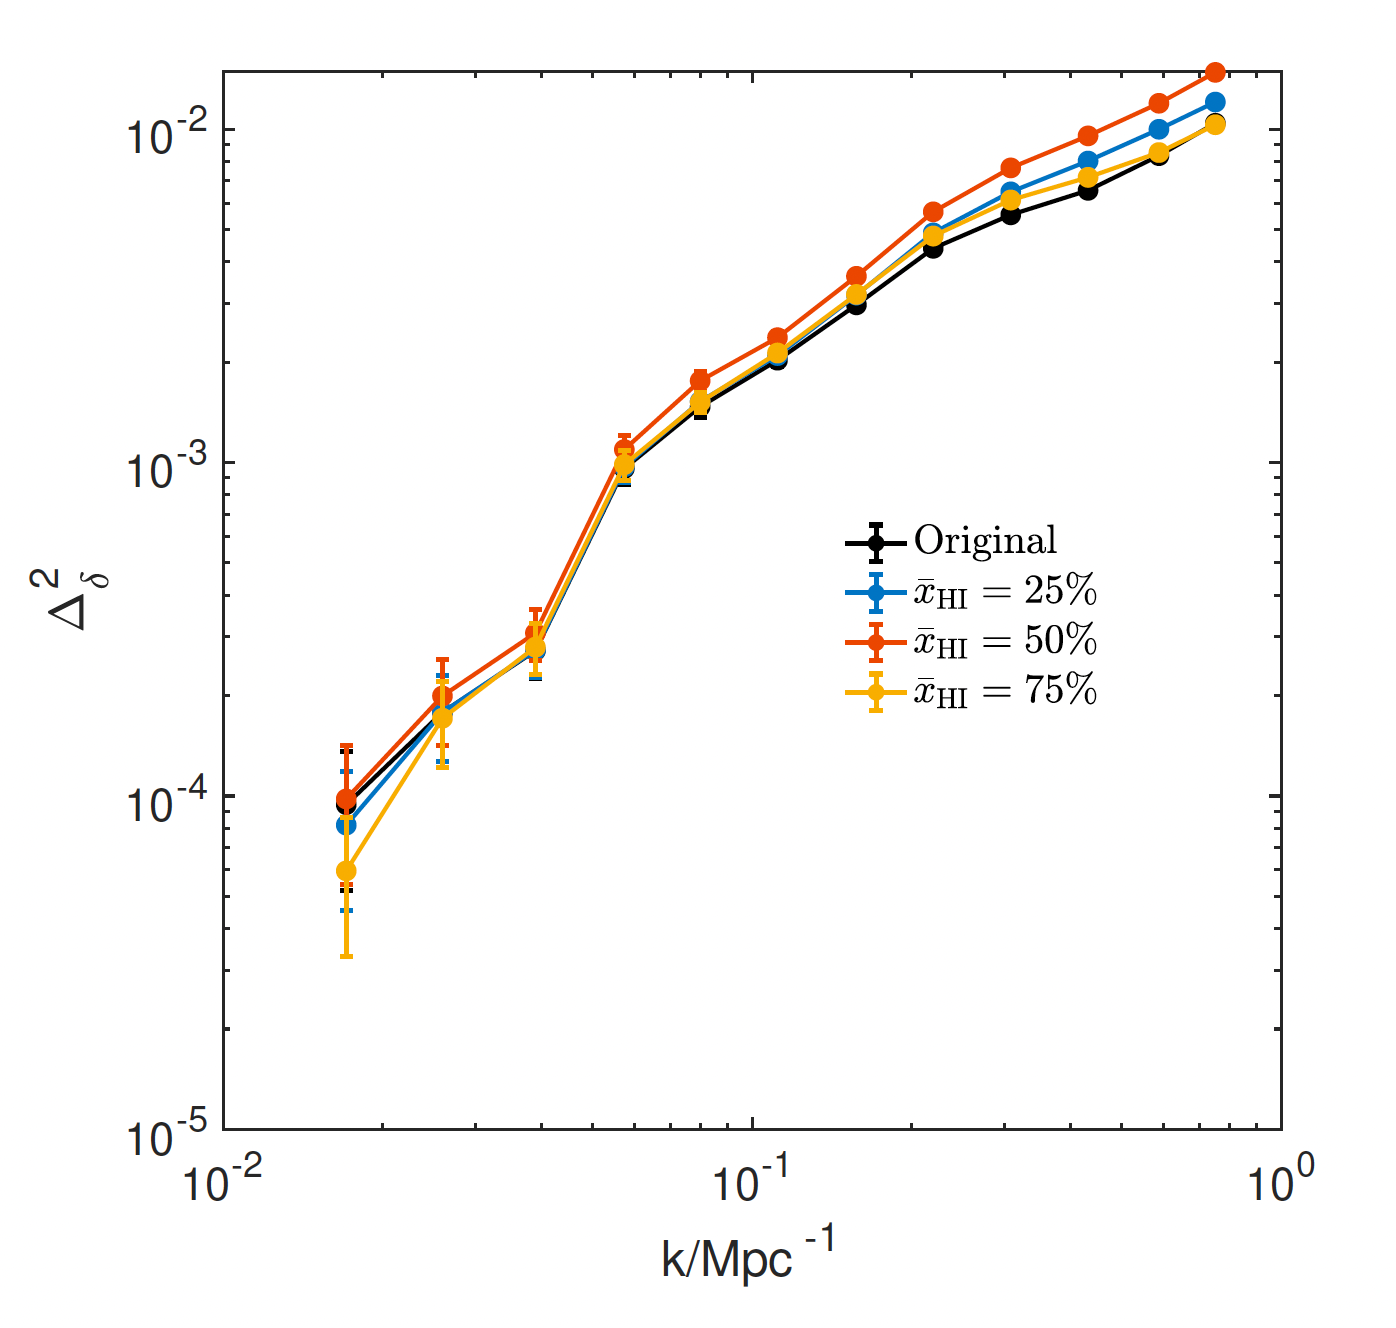 10^-2
10^-3
10^-4
10^-5
Δ_δ^2
Original
x̄_HI = 25%
x̄_HI = 50%
x̄_HI = 75%
10^-2 10^-1 10^0
k/Mpc^-1